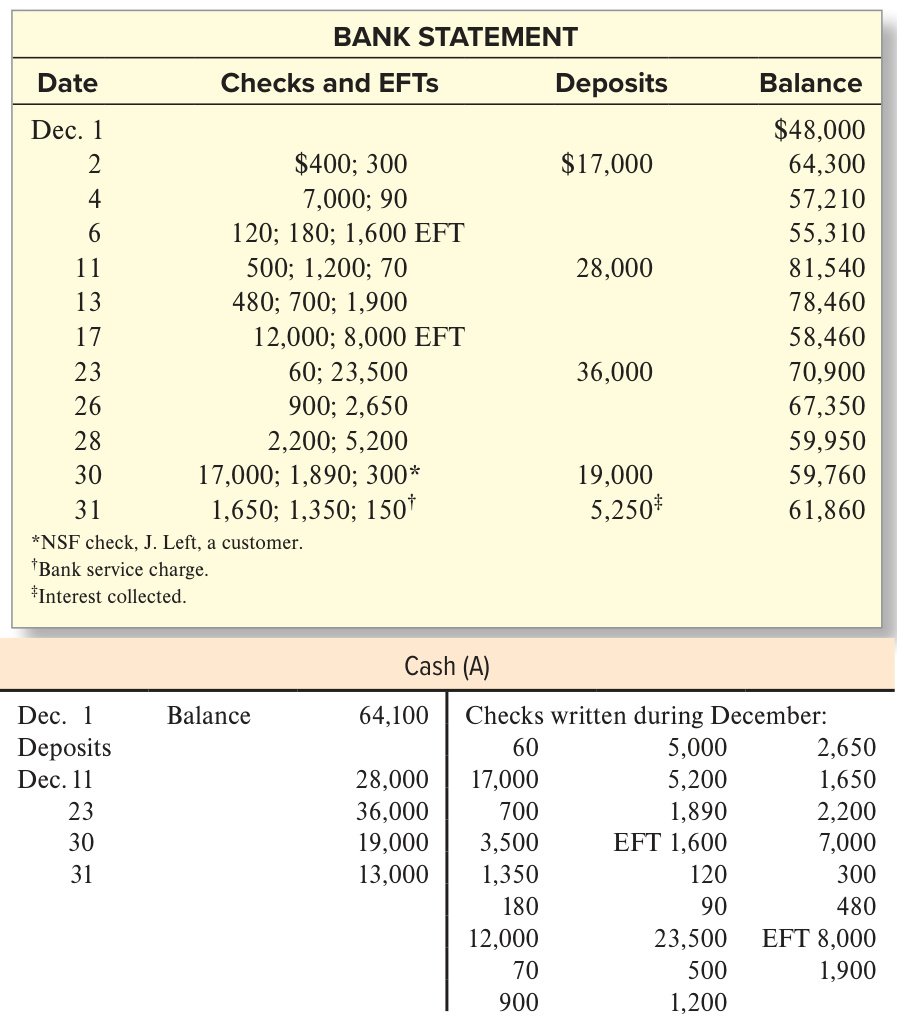 BANK STATEMENT
Date Checks and EFTs Deposits Balance
Dec. 1 $48,000
2 $400; 300 $17,000 64,300
4 7,000; 90 57,210
6 120; 180; 1,600 EFT 55,310
11 500; 1,200; 70 28,000 81,540
13 480; 700; 1,900 78,460
17 12,000; 8,000 EFT 58,460
23 60; 23,500 36,000 70,900
26 900; 2,650 67,350
28 2,200; 5,200 59,950
30 17,000; 1,890; 300* 19,000 59,760
31 1,650; 1,350; 150† 5,250‡ 61,860
*NSF check, J. Left, a customer.
†Bank service charge.
‡Interest collected.
Cash (A)
Dec. 1 Balance 64,100 Checks written during December:
Deposits 60 5,000 2,650
Dec. 11 28,000 17,000 5,200 1,650
23 36,000 700 1,890 2,200
30 19,000 3,500 EFT 1,600 7,000
31 13,000 1,350 120 300
180 90 480
12,000 23,500 EFT 8,000
70 500 1,900
900 1,200